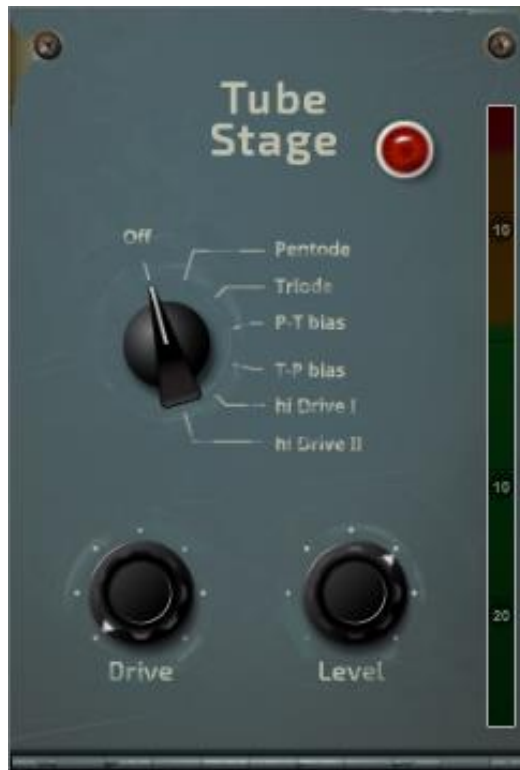 Tube
Stage
Off
Pentode
Triode
P-T bias
T-P bias
hi Drive I
hi Drive II
10
10
20
Drive
Level